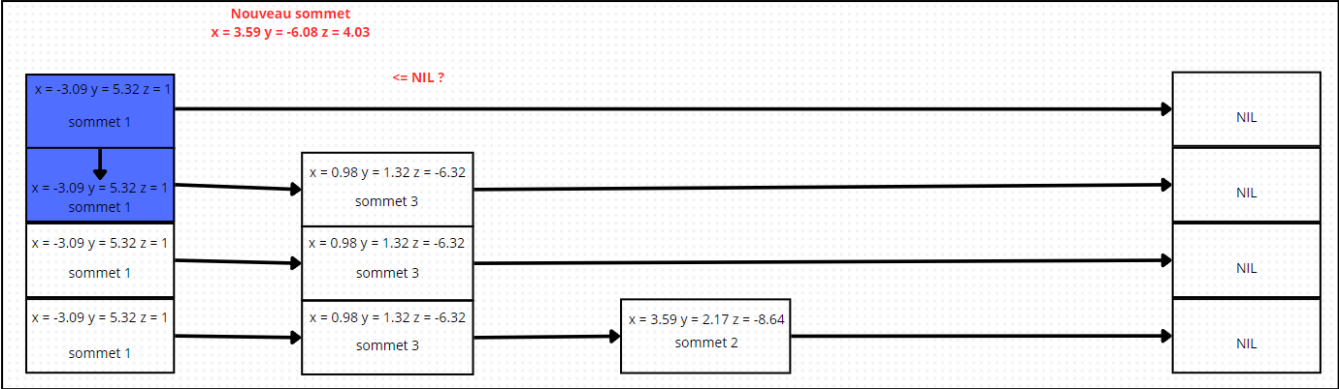 Nouveau sommet
x = 3.59 y = -6.08 z = 4.03
<= NIL ?
x = -3.09 y = 5.32 z = 1
sommet 1
NIL
x = -3.09 y = 5.32 z = 1
sommet 1
x = 0.98 y = 1.32 z = -6.32
sommet 3
NIL
x = -3.09 y = 5.32 z = 1
sommet 1
x = 0.98 y = 1.32 z = -6.32
sommet 3
NIL
x = -3.09 y = 5.32 z = 1
sommet 1
x = 0.98 y = 1.32 z = -6.32
sommet 3
x = 3.59 y = 2.17 z = -8.64
sommet 2
NIL